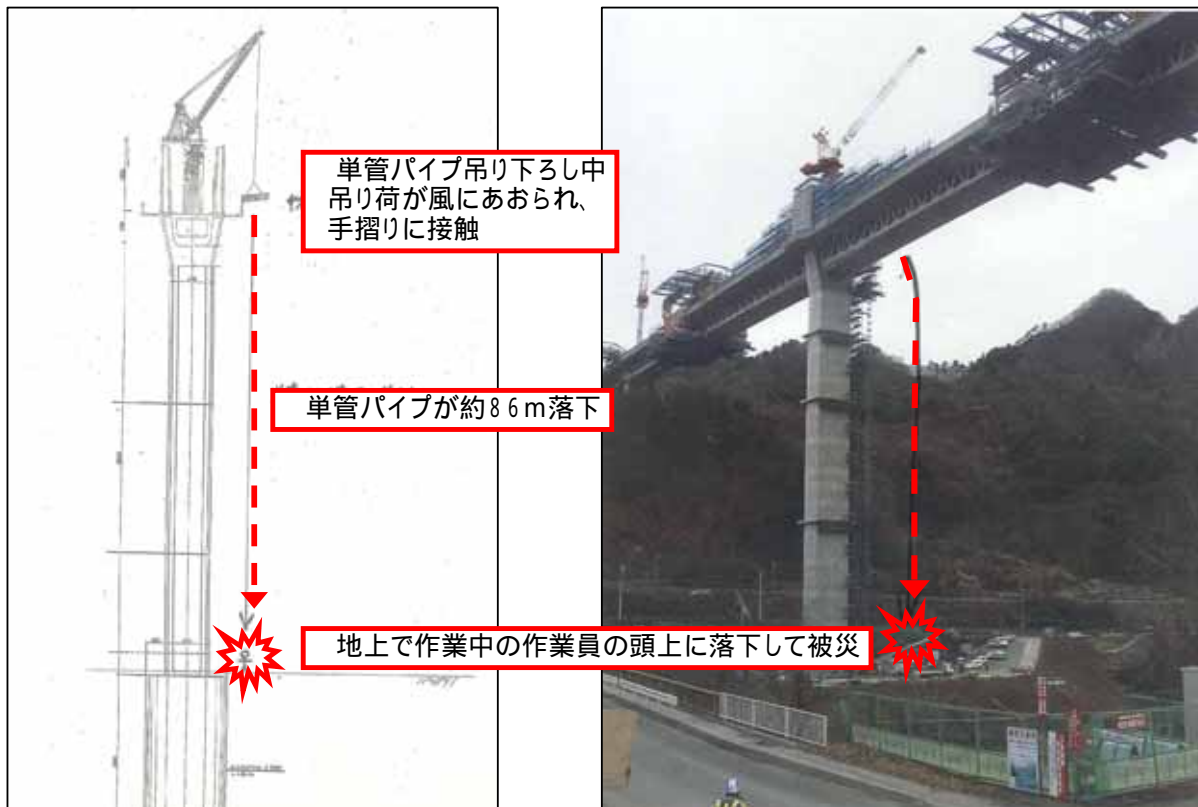 単管パイプ吊り下ろし中
吊り荷が風にあおられ、
手摺りに接触
単管パイプが約86m落下
地上で作業中の作業員の頭上に落下して被災